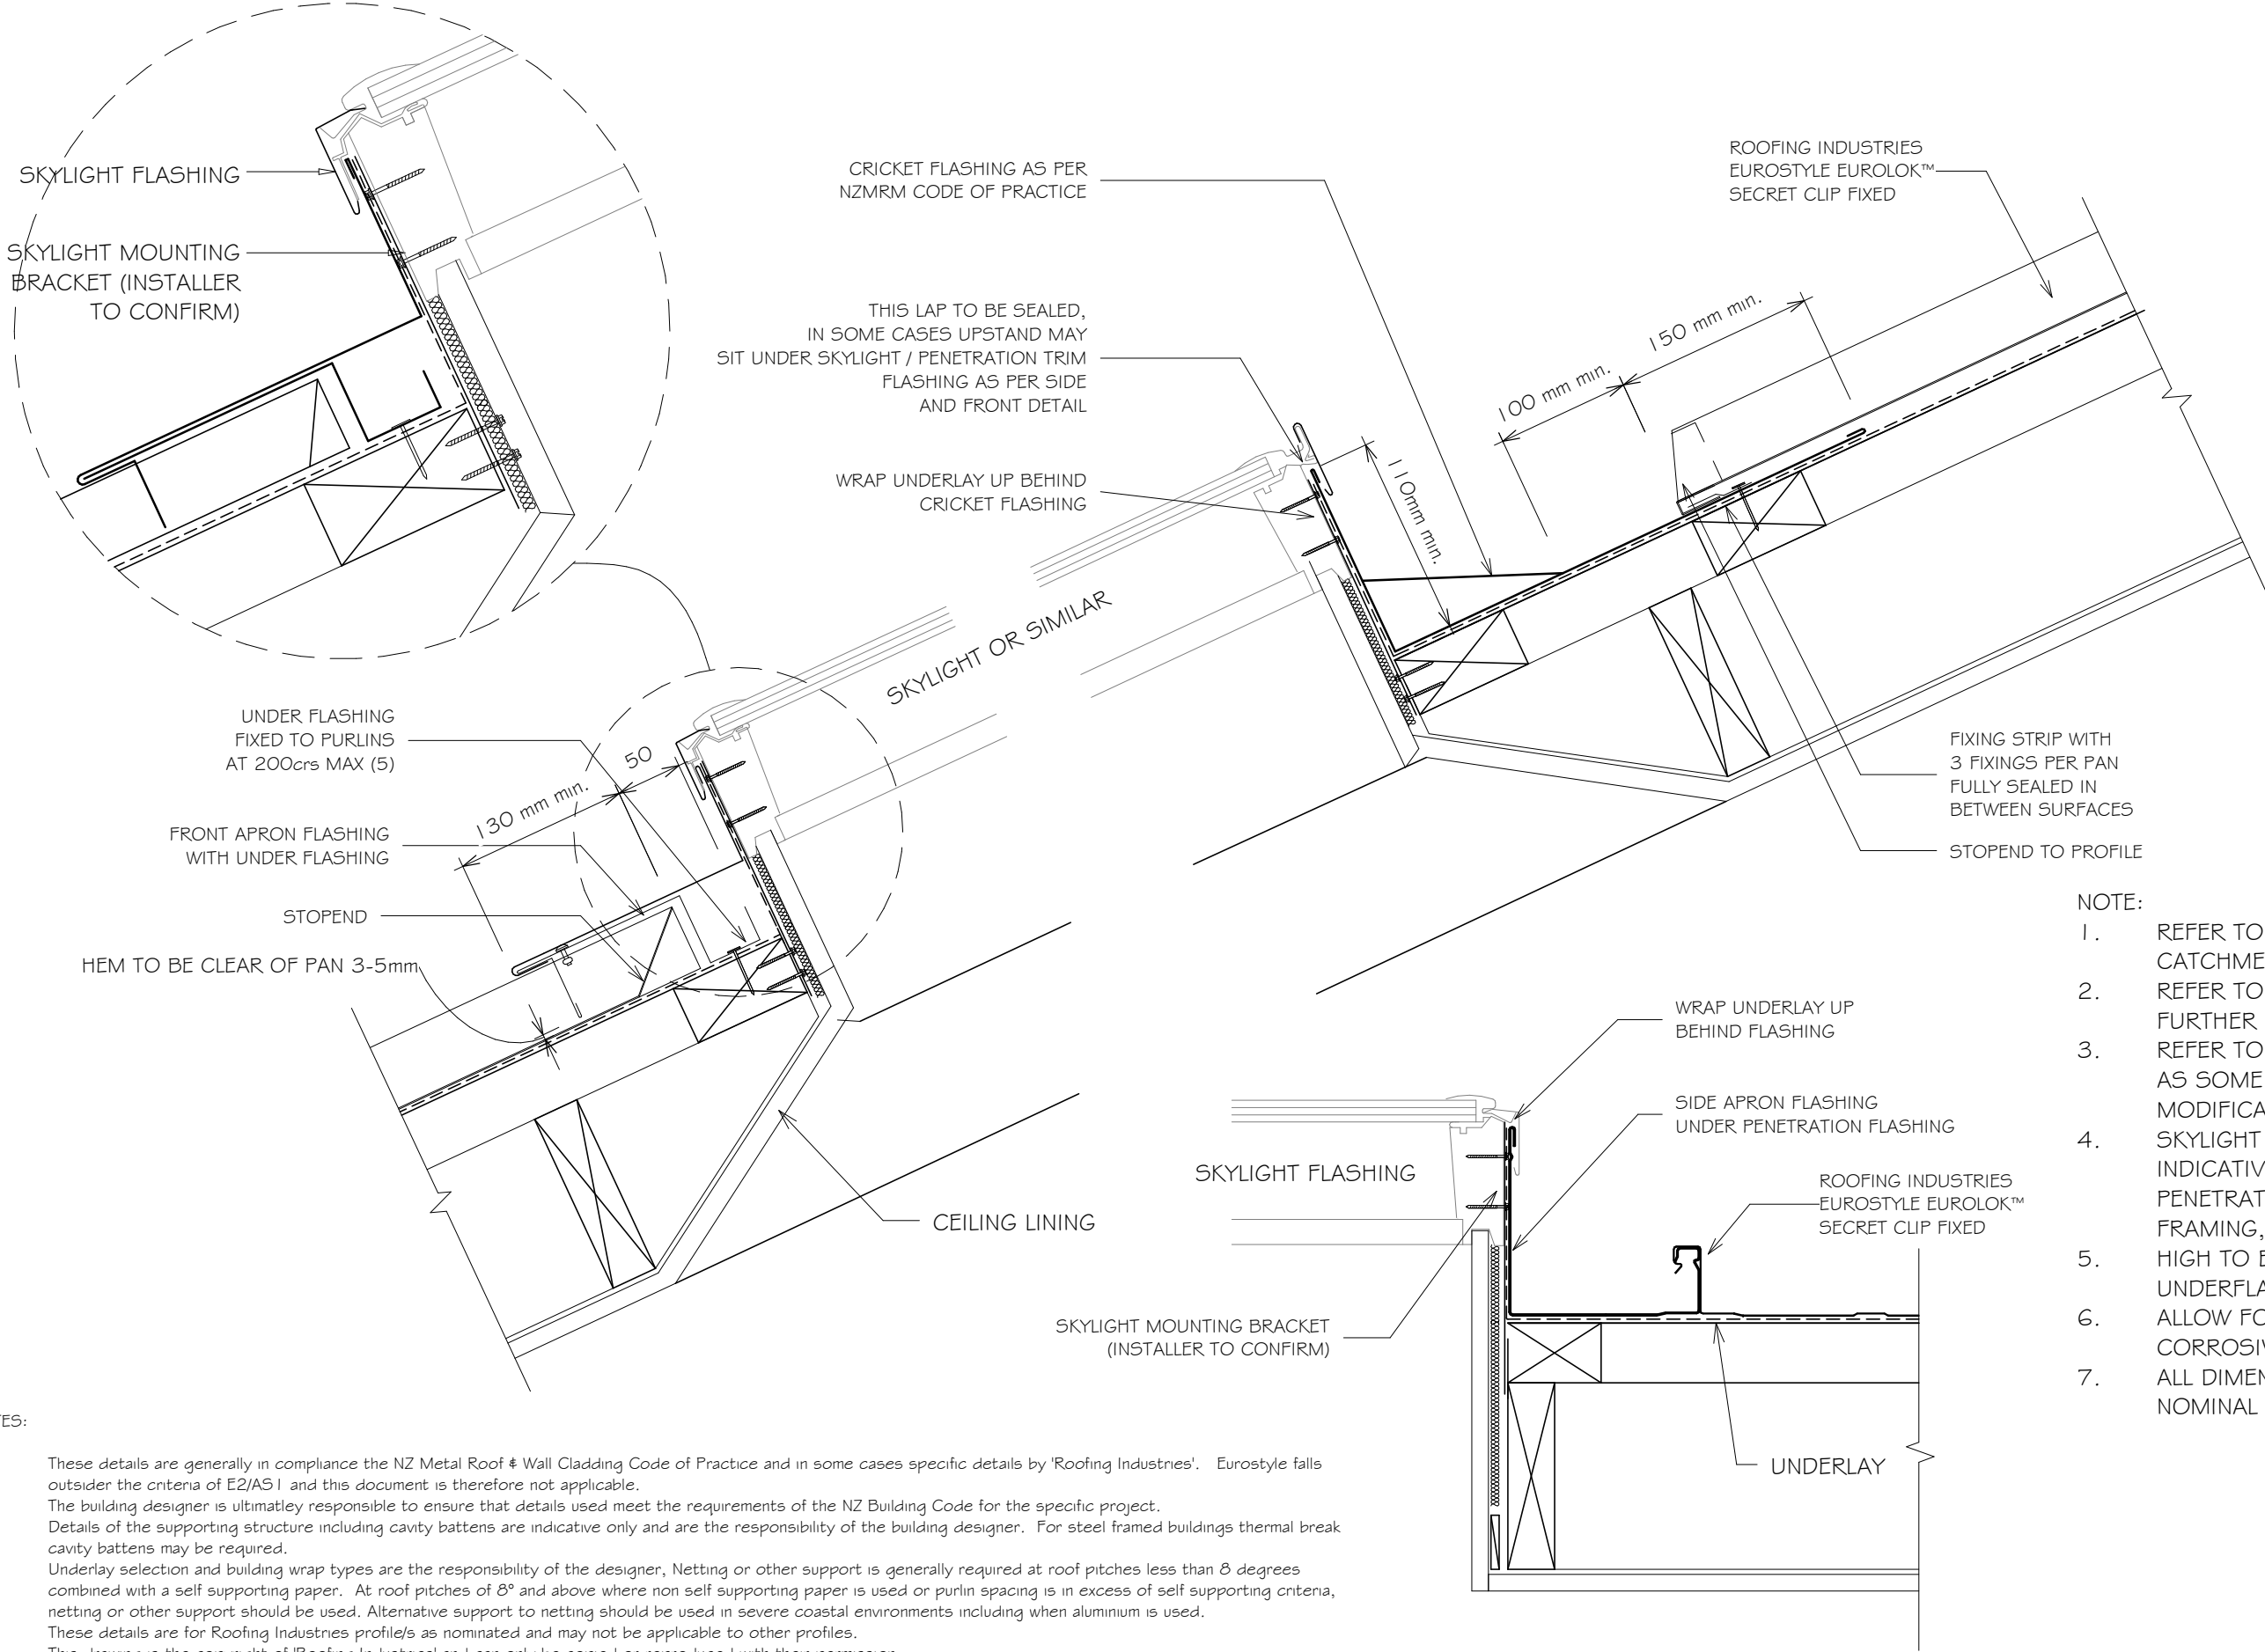 SKYLIGHT FLASHING
SKYLIGHT MOUNTING
BRACKET (INSTALLER
TO CONFIRM)
CRICKET FLASHING AS PER
NZMRM CODE OF PRACTICE
THIS LAP TO BE SEALED,
IN SOME CASES UPSTAND MAY
SIT UNDER SKYLIGHT / PENETRATION TRIM
FLASHING AS PER SIDE
AND FRONT DETAIL
WRAP UNDERLAY UP BEHIND
CRICKET FLASHING
ROOFING INDUSTRIES
EUROSTYLE EUROLOK™
SECRET CLIP FIXED
150 mm min.
100 mm min.
110mm min.
SKYLIGHT OR SIMILAR
UNDER FLASHING
FIXED TO PURLINS
AT 200crs MAX (5)
50
130 mm min.
FRONT APRON FLASHING
WITH UNDER FLASHING
STOPEND
HEM TO BE CLEAR OF PAN 3-5mm
CEILING LINING
FIXING STRIP WITH
3 FIXINGS PER PAN
FULLY SEALED IN
BETWEEN SURFACES
STOPEND TO PROFILE
WRAP UNDERLAY UP
BEHIND FLASHING
SIDE APRON FLASHING
UNDER PENETRATION FLASHING
SKYLIGHT FLASHING
ROOFING INDUSTRIES
EUROSTYLE EUROLOK™
SECRET CLIP FIXED
SKYLIGHT MOUNTING BRACKET
(INSTALLER TO CONFIRM)
UNDERLAY
NOTE:
1. REFER TO
CATCHME
2. REFER TO
FURTHER
3. REFER TO
AS SOME
MODIFICA
4. SKYLIGHT
INDICATIV
PENETRAT
FRAMING,
5. HIGH TO
UNDERFLA
6. ALLOW FO
CORROSIV
7. ALL DIME
NOMINAL
TES:
These details are generally in compliance the NZ Metal Roof & Wall Cladding Code of Practice and in some cases specific details by 'Roofing Industries'. Eurostyle falls
outsider the criteria of E2/AS1 and this document is therefore not applicable.
The building designer is ultimatley responsible to ensure that details used meet the requirements of the NZ Building Code for the specific project.
Details of the supporting structure including cavity battens are indicative only and are the responsibility of the building designer. For steel framed buildings thermal break
cavity battens may be required.
Underlay selection and building wrap types are the responsibility of the designer, Netting or other support is generally required at roof pitches less than 8 degrees
combined with a self supporting paper. At roof pitches of 8° and above where non self supporting paper is used or purlin spacing is in excess of self supporting criteria,
netting or other support should be used. Alternative support to netting should be used in severe coastal environments including when aluminium is used.
These details are for Roofing Industries profile/s as nominated and may not be applicable to other profiles.